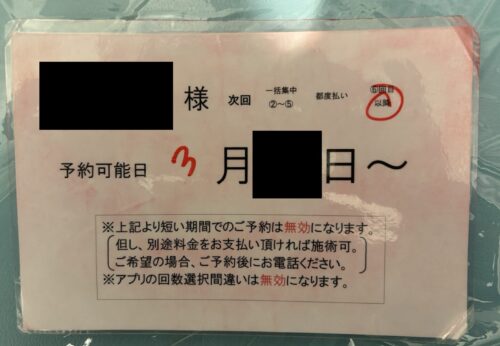 様 次回 一括集中 ②～⑤ 都度払い ⑥回目 以降
予約可能日 3月 日～
※上記より短い期間でのご予約は無効になります。
但し、別途料金をお支払い頂ければ施術可。
ご希望の場合、ご予約後にお電話ください。
※アプリの回数選択間違いは無効になります。